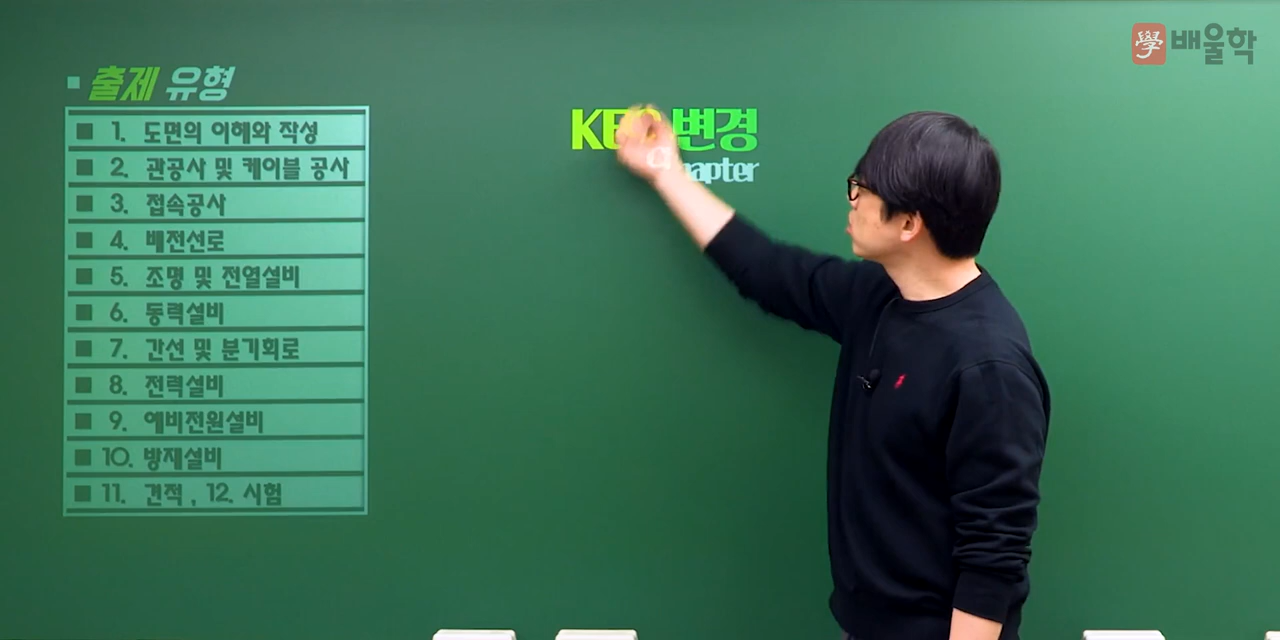 學 배울학
출제 유형
1. 도면의 이해와 작성
2. 관공사 및 케이블 공사
3. 접속공사
4. 배전선로
5. 조명 및 전열설비
6. 동력설비
7. 간선 및 분기회로
8. 전력설비
9. 예비전원설비
10. 방재설비
11. 견적 , 12. 시험
변경